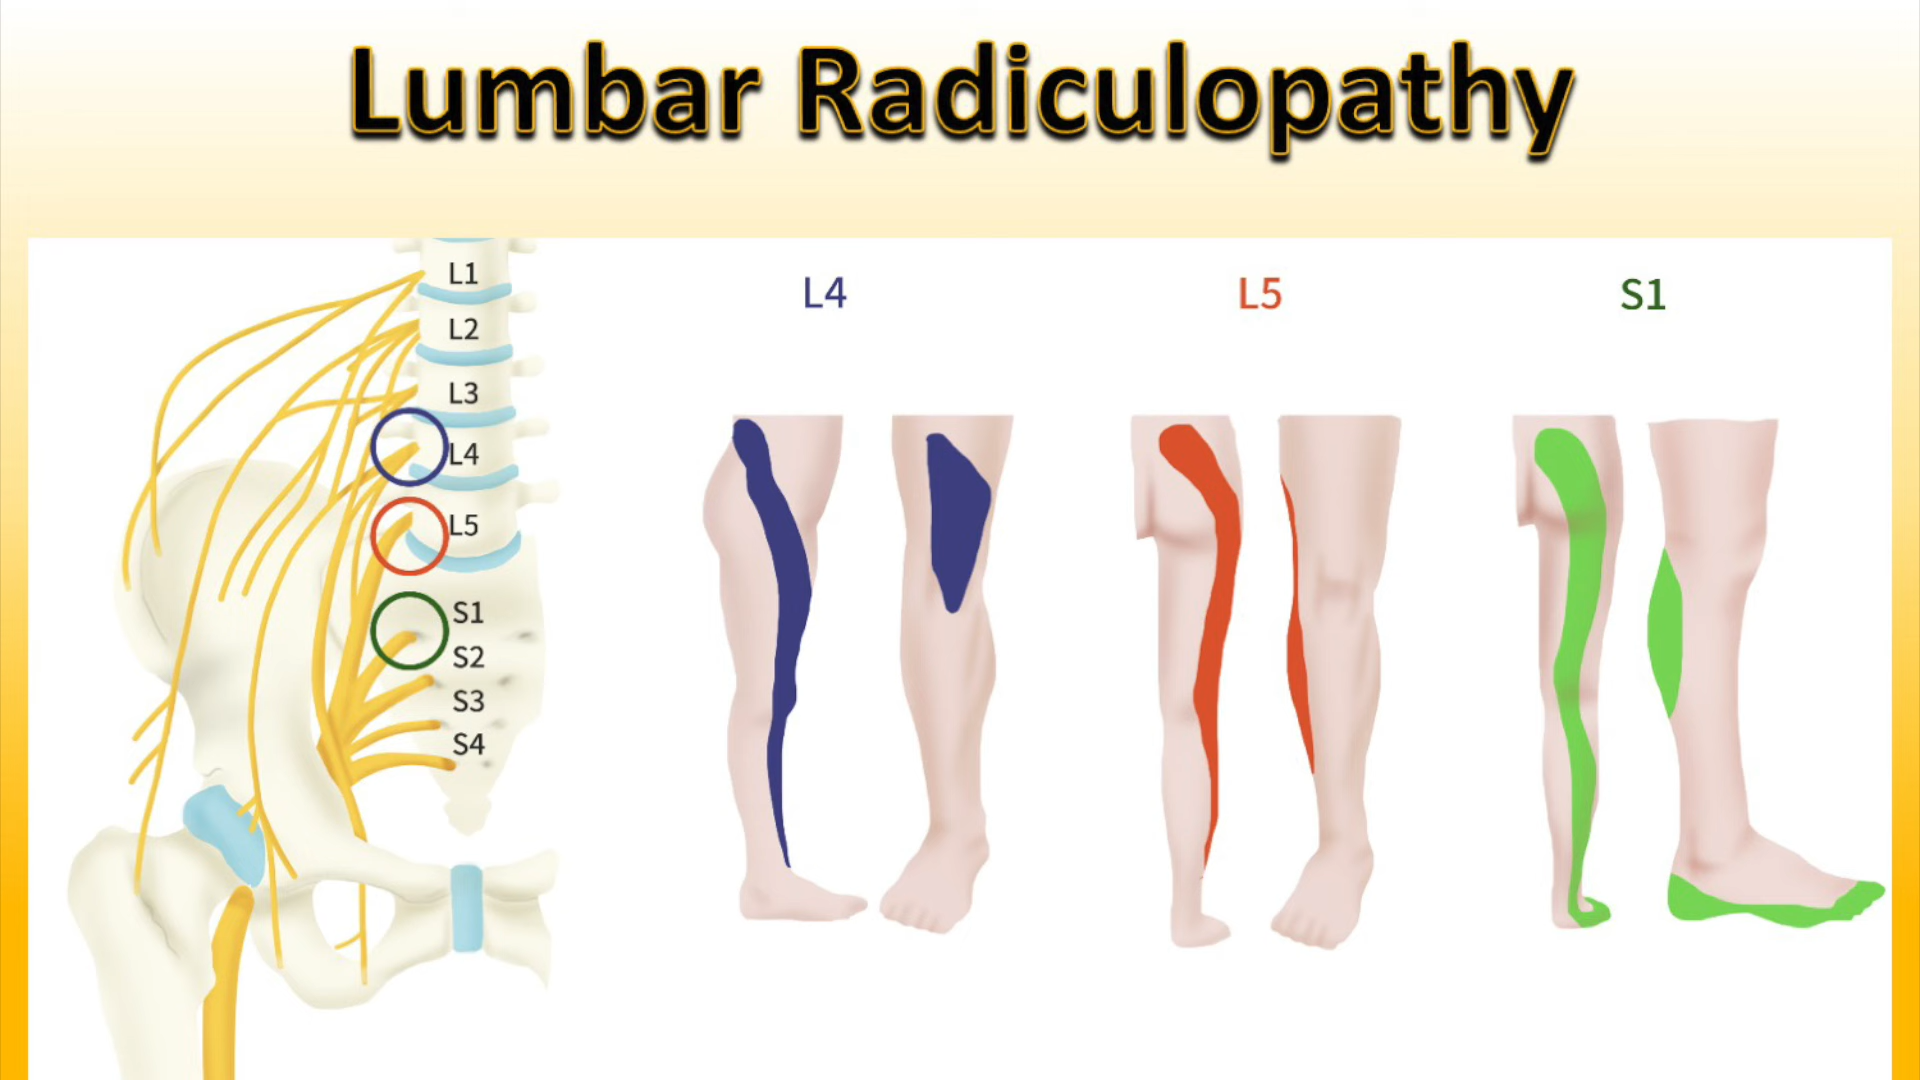 Lumbar Radiculopathy
L1
L2
L3
L4
L5
S1
S2
S3
S4
L4
L5
S1